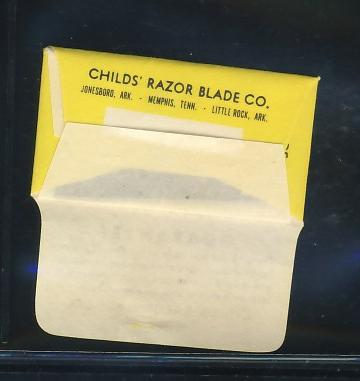 CHILDS' RAZOR BLADE CO.
JONESBORO, ARK. - MEMPHIS, TENN. - LITTLE ROCK, ARK.